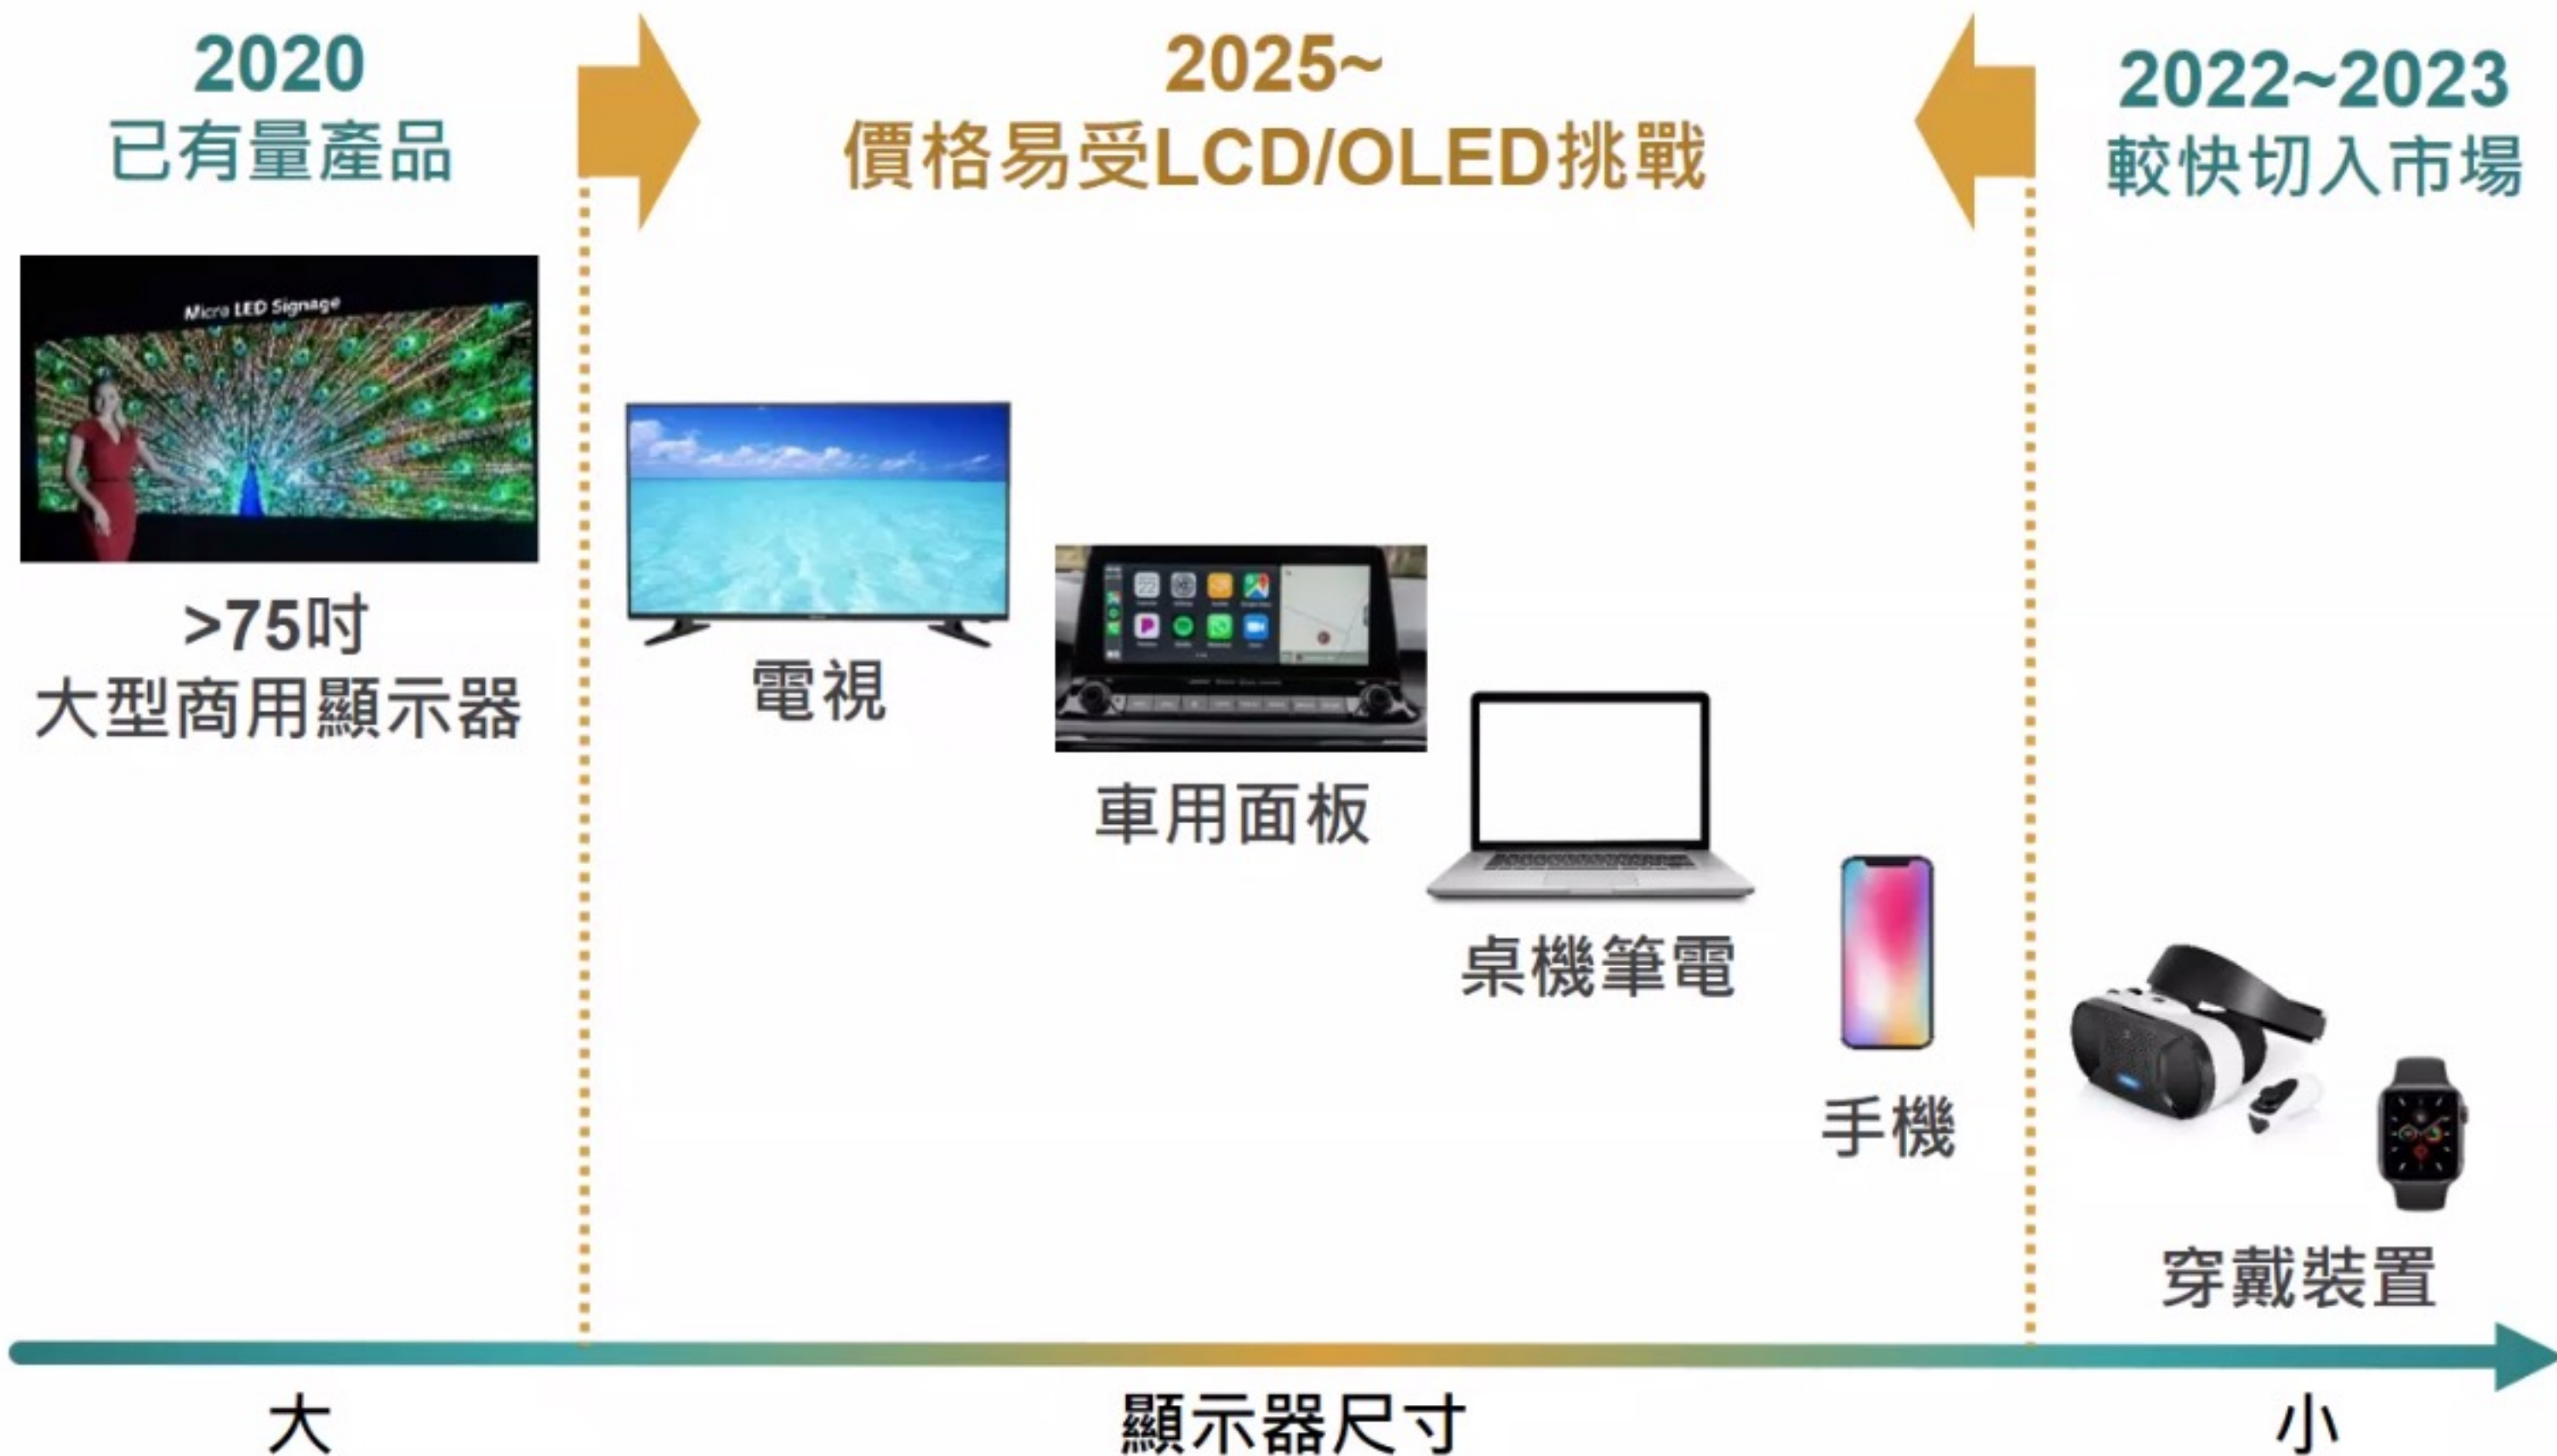 2020
已有量產品
2025~
價格易受LCD/OLED挑戰
2022~2023
較快切入市場
Micro LED Signage
>75吋
大型商用顯示器
電視
車用面板
桌機筆電
手機
穿戴裝置
大
顯示器尺寸
小